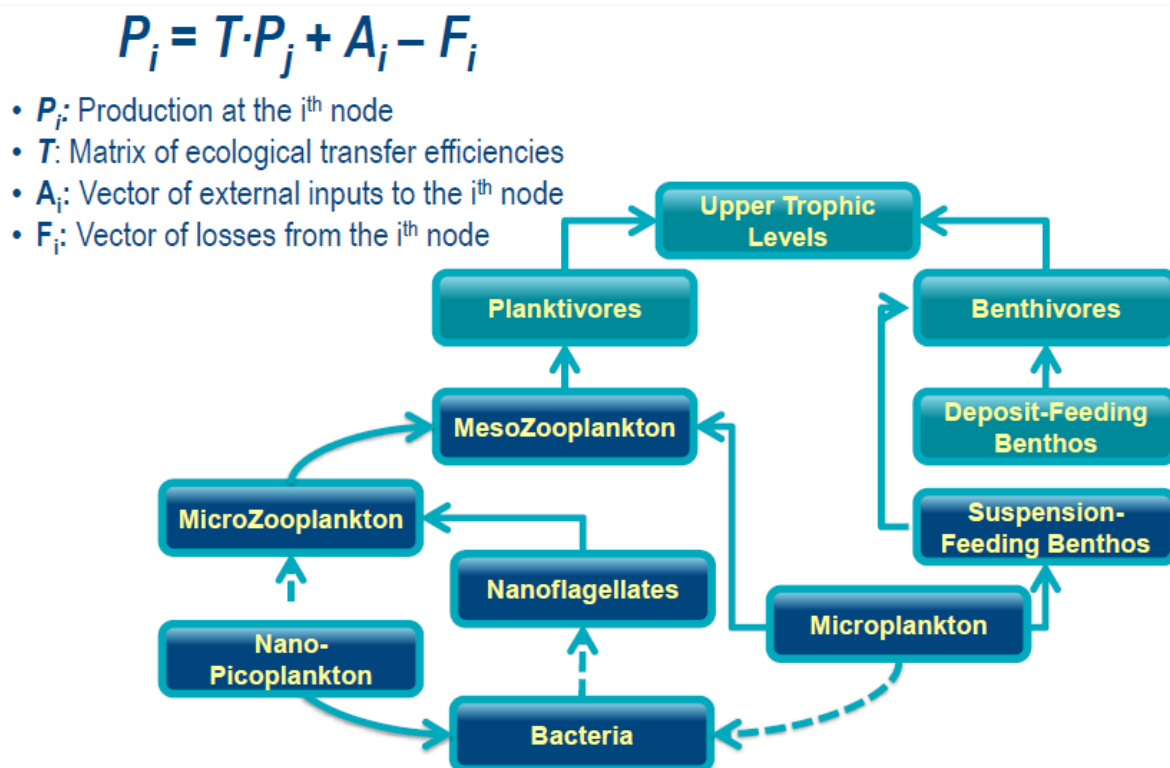 Pi = T·Pj + Ai – Fi
• Pi: Production at the ith node
• T: Matrix of ecological transfer efficiencies
• Ai: Vector of external inputs to the ith node
• Fi: Vector of losses from the ith node
Upper Trophic
Levels
Planktivores
Benthivores
MesoZooplankton
Deposit-Feeding
Benthos
MicroZooplankton
Suspension-
Feeding Benthos
Nanoflagellates
Microplankton
Nano-
Picoplankton
Bacteria